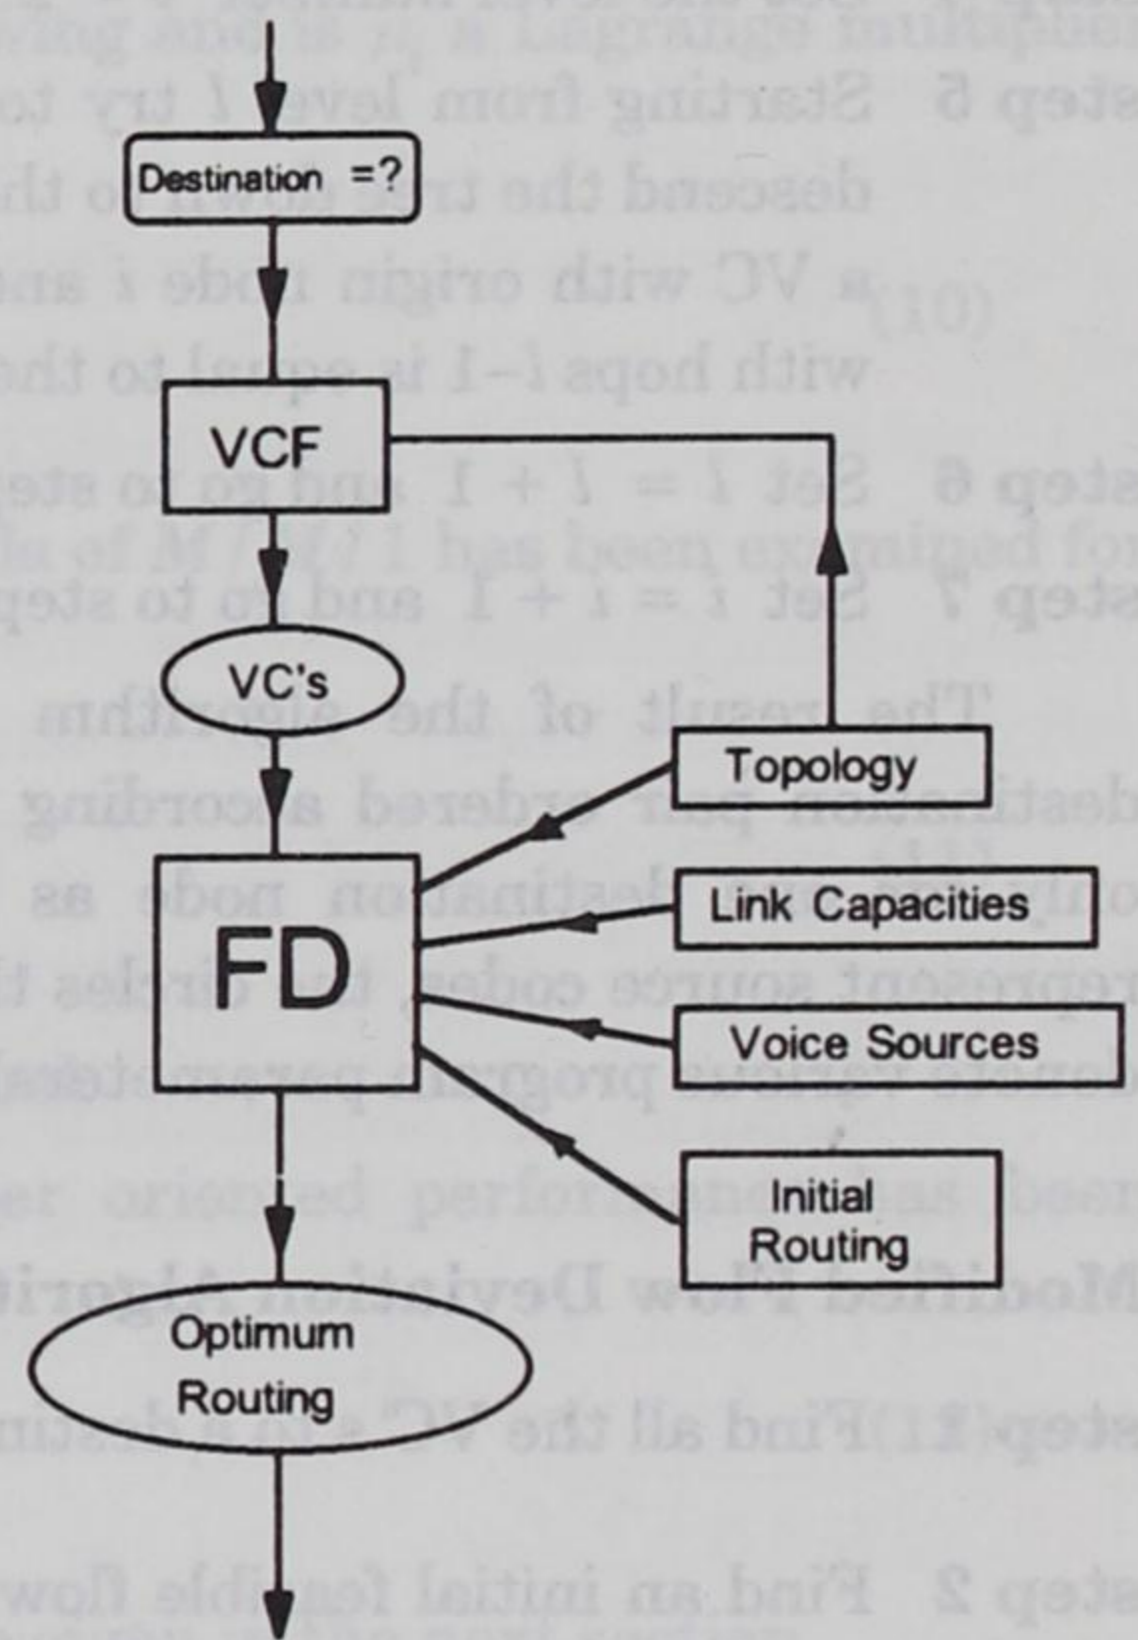 Destination =?
VCF
VC's
Topology
Link Capacities
FD
Voice Sources
Initial
Routing
Optimum
Routing